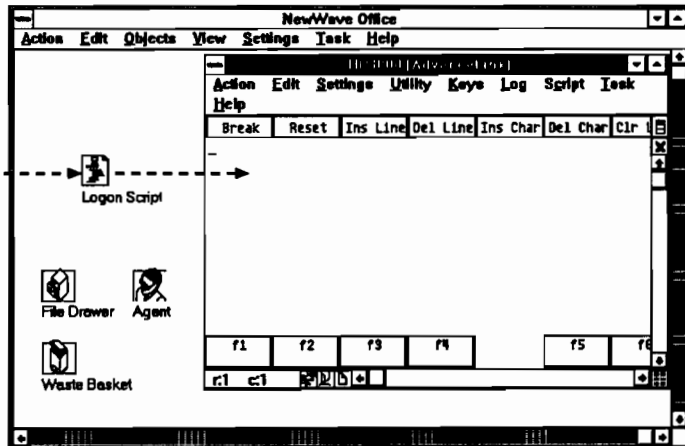 NewWave Office
Action Edit Objects View Settings Task Help
Action Edit Settings Utility Keys Log Script Task
Help
Break Reset Ins Line Del Line Ins Char Del Char Clr L
Logon Script
File Drawer Agent
Waste Basket
f1 f2 f3 f4 f5 f6
r:1 c:1